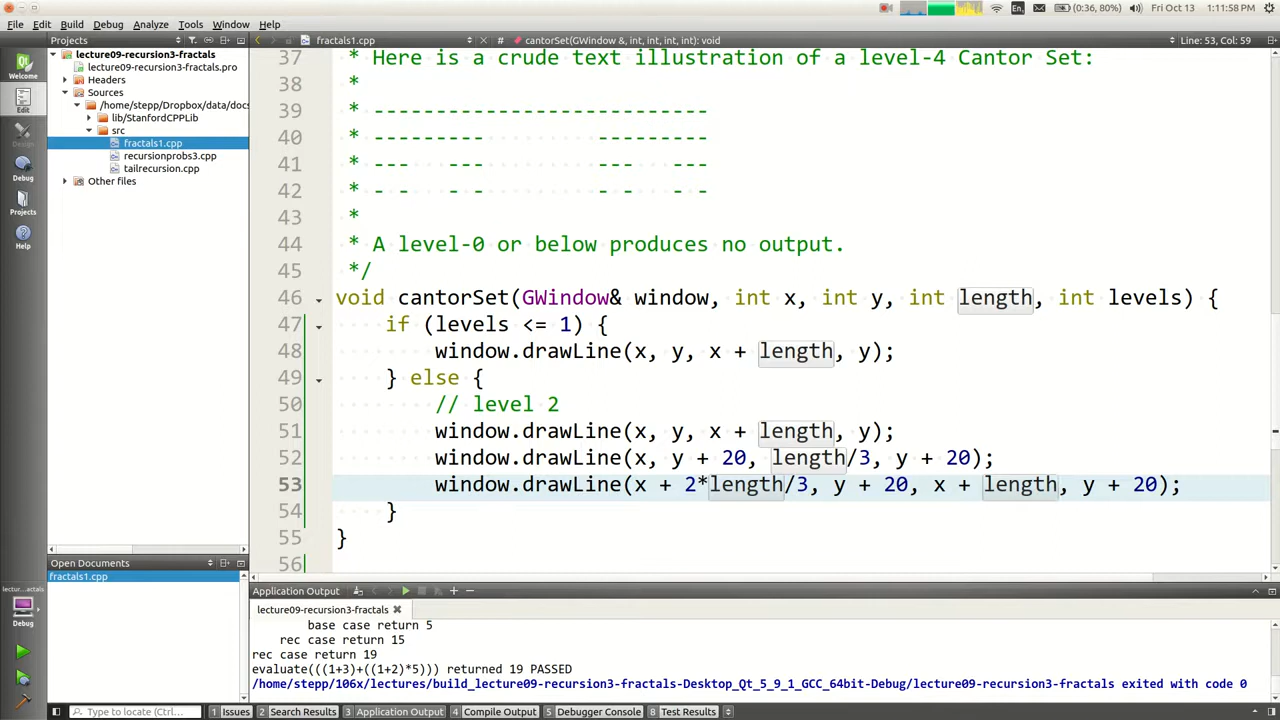 (0:36, 80%) Fri Oct 13 1:11:58 PM
File Edit Build Debug Analyze Tools Window Help
Projects
fractals1.cpp
# cantorSet(GWindow &, int, int, int): void
Line: 53, Col: 59
Welcome
Edit
Design
Debug
Projects
Help
lecture09-recursion3-fractals
lecture09-recursion3-fractals.pro
Headers
Sources
/home/stepp/Dropbox/data/docs
lib/StanfordCPPLib
src
fractals1.cpp
recursionprobs3.cpp
tailrecursion.cpp
Other files
37 * Here is a crude text illustration of a level-4 Cantor Set:
38 *
39 * ---------------------------
40 * ---------         ---------
41 * ---   ---         ---   ---
42 * - -   - -         - -   - -
43 *
44 * A level-0 or below produces no output.
45 */
46 void cantorSet(GWindow& window, int x, int y, int length, int levels) {
47     if (levels <= 1) {
48         window.drawLine(x, y, x + length, y);
49     } else {
50         // level 2
51         window.drawLine(x, y, x + length, y);
52         window.drawLine(x, y + 20, length/3, y + 20);
53         window.drawLine(x + 2*length/3, y + 20, x + length, y + 20);
54     }
55 }
56
Open Documents
fractals1.cpp
lectur...actals
Debug
Application Output
lecture09-recursion3-fractals
base case return 5
rec case return 15
rec case return 19
evaluate(((1+3)+((1+2)*5))) returned 19 PASSED
/home/stepp/106x/lectures/build_lecture09-recursion3-fractals-Desktop_Qt_5_9_1_GCC_64bit-Debug/lecture09-recursion3-fractals exited with code 0
Type to locate (...
1 Issues 2 Search Results 3 Application Output 4 Compile Output 5 Debugger Console 8 Test Results